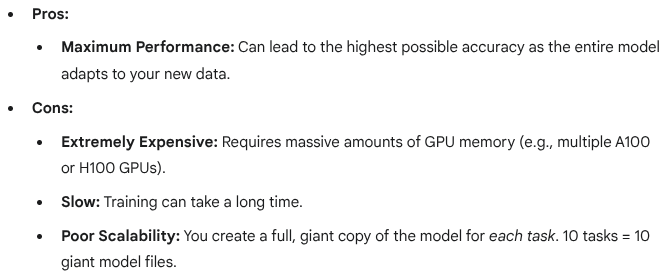 • Pros:
• Maximum Performance: Can lead to the highest possible accuracy as the entire model
adapts to your new data.
• Cons:
• Extremely Expensive: Requires massive amounts of GPU memory (e.g., multiple A100
or H100 GPUs).
• Slow: Training can take a long time.
• Poor Scalability: You create a full, giant copy of the model for each task. 10 tasks = 10
giant model files.